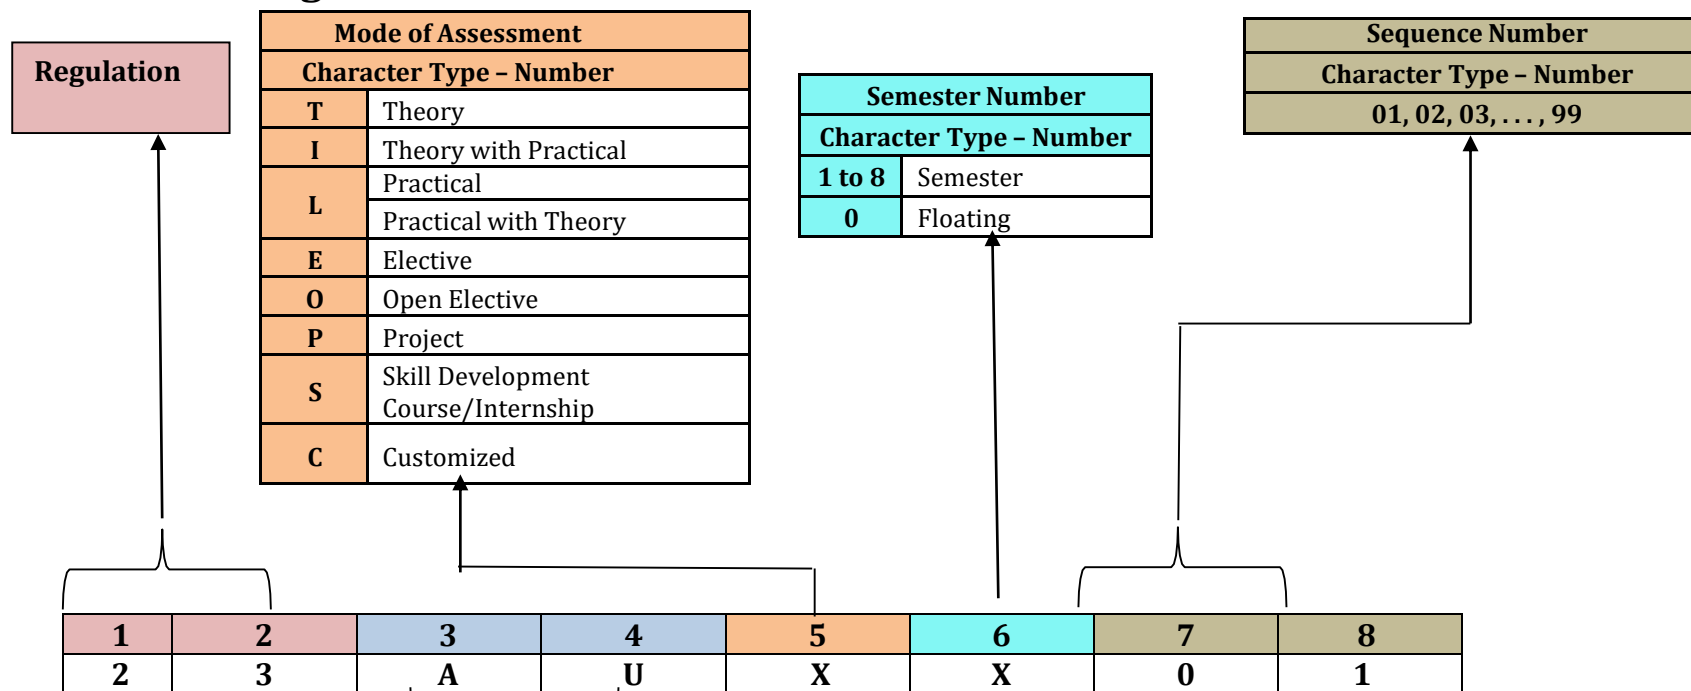 Regulation
Mode of Assessment
Character Type – Number
T Theory
I Theory with Practical
L Practical
Practical with Theory
E Elective
O Open Elective
P Project
S Skill Development
Course/Internship
C Customized
Semester Number
Character Type – Number
1 to 8 Semester
0 Floating
Sequence Number
Character Type – Number
01, 02, 03, . . . , 99
1 2 3 4 5 6 7 8
2 3 A U X X 0 1